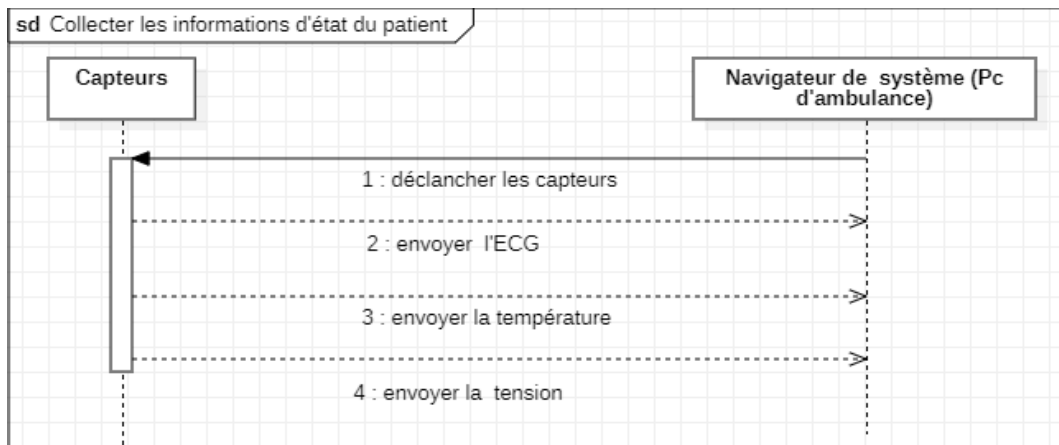 sd Collecter les informations d'état du patient
Capteurs
Navigateur de système (Pc
d'ambulance)
1 : déclancher les capteurs
2 : envoyer l'ECG
3 : envoyer la température
4 : envoyer la tension